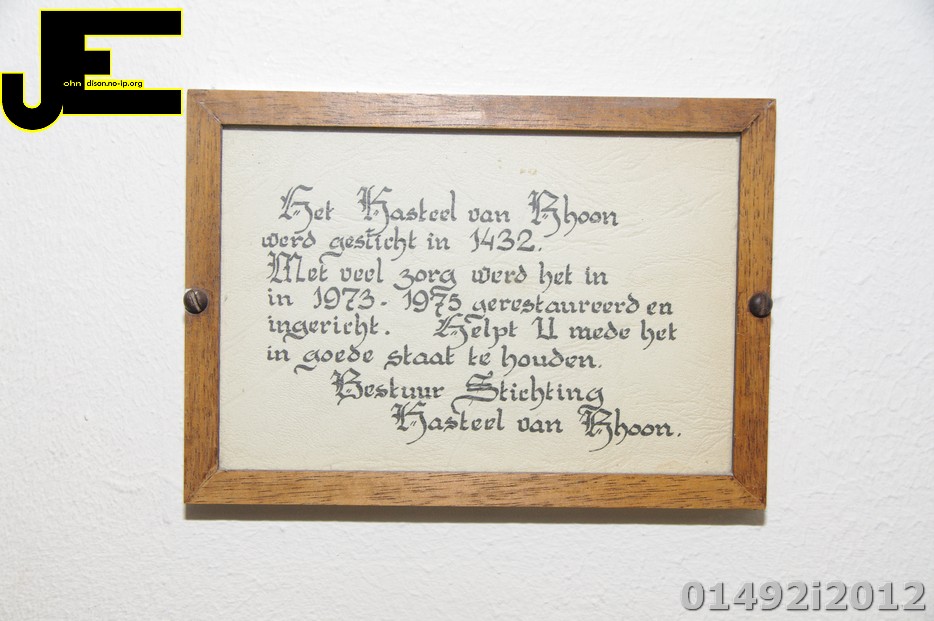 JE
ohn dison.no-ip.org
Het Kasteel van Rhoon
werd gesticht in 1432.
Met veel zorg werd het in
in 1973 - 1975 gerestaureerd en
ingericht. Helpt U mede het
in goede staat te houden.
Bestuur Stichting
Kasteel van Rhoon.
01492i2012